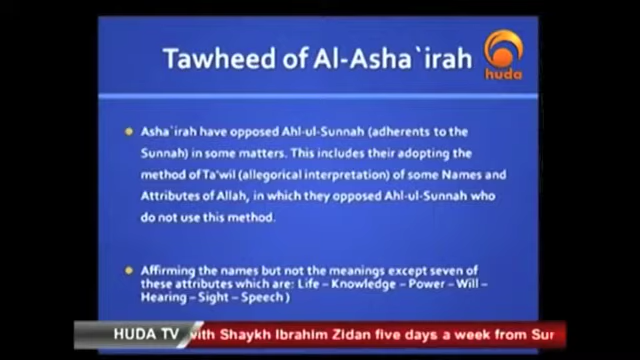 Tawheed of Al-Asha`irah
huda
Asha`irah have opposed Ahl-ul-Sunnah (adherents to the
Sunnah) in some matters. This includes their adopting the
method of Ta'wil (allegorical interpretation) of some Names and
Attributes of Allah, in which they opposed Ahl-ul-Sunnah who
do not use this method.
Affirming the names but not the meanings except seven of
these attributes which are: Life – Knowledge – Power – Will –
Hearing – Sight – Speech )
HUDA TV
with Shaykh Ibrahim Zidan five days a week from Sun